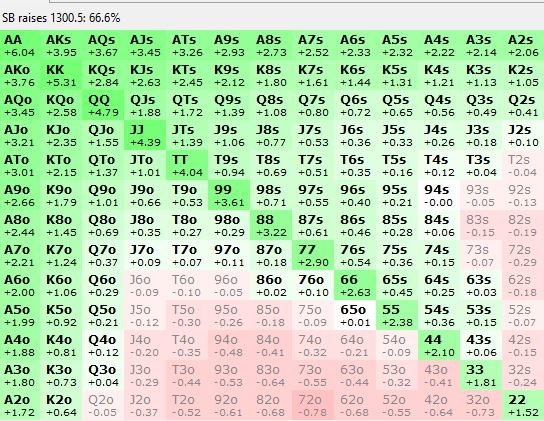 SB raises 1300.5: 66.6%
AA AKs AQs AJs ATs A9s A8s A7s A6s A5s A4s A3s A2s
+6.04 +3.95 +3.67 +3.45 +3.26 +2.93 +2.73 +2.52 +2.33 +2.32 +2.22 +2.14 +2.06
AKo KK KQs KJs KTs K9s K8s K7s K6s K5s K4s K3s K2s
+3.76 +5.31 +2.84 +2.63 +2.45 +2.12 +1.80 +1.61 +1.44 +1.31 +1.21 +1.13 +1.05
AQo KQo QQ QJs QTs Q9s Q8s Q7s Q6s Q5s Q4s Q3s Q2s
+3.45 +2.58 +4.79 +1.88 +1.72 +1.39 +1.08 +0.80 +0.72 +0.65 +0.56 +0.49 +0.41
AJo KJo QJo JJ JTs J9s J8s J7s J6s J5s J4s J3s J2s
+3.21 +2.35 +1.55 +4.39 +1.39 +1.06 +0.77 +0.53 +0.36 +0.33 +0.26 +0.18 +0.10
ATo KTo QTo JTo TT T9s T8s T7s T6s T5s T4s T3s T2s
+3.01 +2.15 +1.37 +1.01 +4.04 +0.94 +0.69 +0.51 +0.35 +0.16 +0.12 +0.04 -0.04
A9o K9o Q9o J9o T9o 99 98s 97s 96s 95s 94s 93s 92s
+2.66 +1.79 +1.01 +0.66 +0.53 +3.61 +0.71 +0.55 +0.40 +0.21 -0.00 -0.05 -0.13
A8o K8o Q8o J8o T8o 98o 88 87s 86s 85s 84s 83s 82s
+2.44 +1.45 +0.69 +0.35 +0.27 +0.29 +3.22 +0.61 +0.46 +0.28 +0.06 -0.15 -0.19
A7o K7o Q7o J7o T7o 97o 87o 77 76s 75s 74s 73s 72s
+2.21 +1.24 +0.37 +0.09 +0.07 +0.11 +0.18 +2.90 +0.54 +0.36 +0.15 -0.07 -0.29
A6o K6o Q6o J6o T6o 96o 86o 76o 66 65s 64s 63s 62s
+2.00 +1.06 +0.29 -0.09 -0.10 -0.05 +0.02 +0.10 +2.63 +0.45 +0.25 +0.03 -0.18
A5o K5o Q5o J5o T5o 95o 85o 75o 65o 55 54s 53s 52s
+1.99 +0.92 +0.21 -0.12 -0.30 -0.26 -0.18 -0.09 +0.01 +2.38 +0.36 +0.15 -0.07
A4o K4o Q4o J4o T4o 94o 84o 74o 64o 54o 44 43s 42s
+1.88 +0.81 +0.12 -0.20 -0.35 -0.48 -0.41 -0.32 -0.21 -0.09 +2.10 +0.06 -0.15
A3o K3o Q3o J3o T3o 93o 83o 73o 63o 53o 43o 33 32s
+1.80 +0.73 +0.04 -0.29 -0.44 -0.53 -0.64 -0.55 -0.44 -0.32 -0.41 +1.81 -0.24
A2o K2o Q2o J2o T2o 92o 82o 72o 62o 52o 42o 32o 22
+1.72 +0.64 -0.05 -0.37 -0.52 -0.61 -0.68 -0.78 -0.68 -0.55 -0.64 -0.73 +1.52